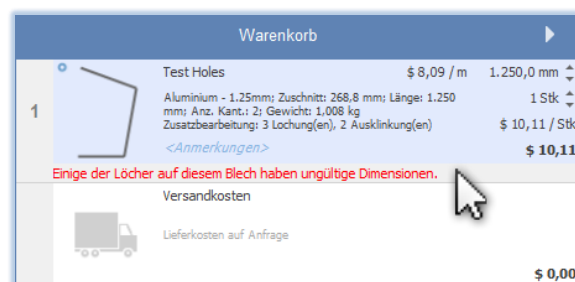 Warenkorb
Test Holes $ 8,09 / m 1.250,0 mm
Aluminium - 1.25mm; Zuschnitt: 268,8 mm; Länge: 1.250 1 Stk
1 mm; Anz. Kant.: 2; Gewicht: 1,008 kg
Zusatzbearbeitung: 3 Lochung(en), 2 Ausklinkung(en) $ 10,11 / Stk
<Anmerkungen> $ 10,11
Einige der Löcher auf diesem Blech haben ungültige Dimensionen.
Versandkosten
Lieferkosten auf Anfrage
$ 0,00